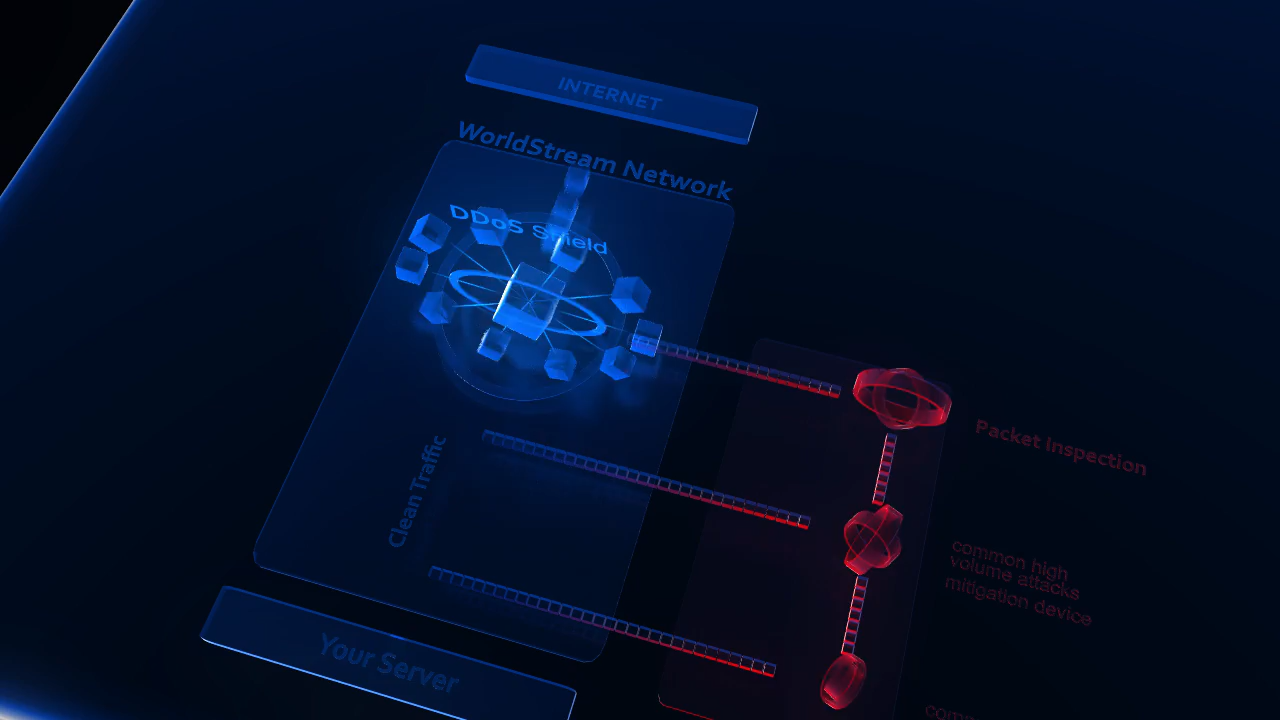 INTERNET
WorldStream Network
DDoS Shield
Packet Inspection
Clean Traffic
common high
volume attacks
mitigation device
Your Server